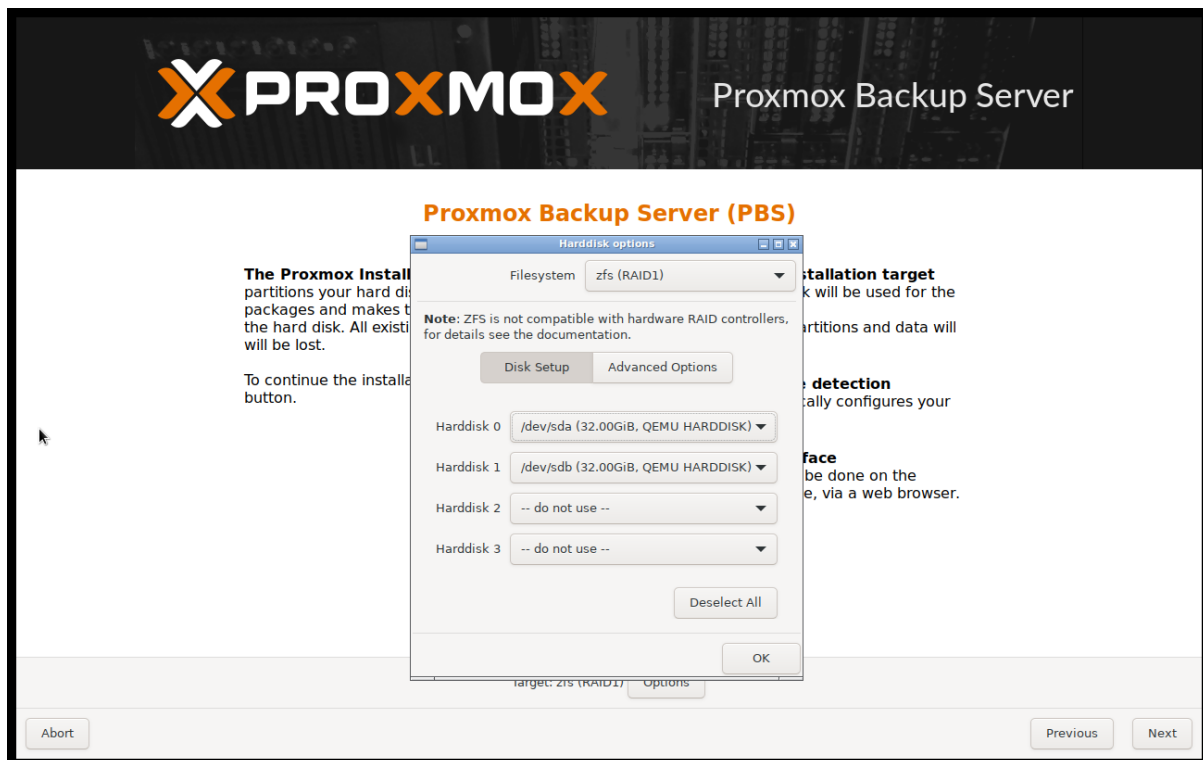 PROXMOX
Proxmox Backup Server
Proxmox Backup Server (PBS)
Harddisk options
Filesystem zfs (RAID1)
Note: ZFS is not compatible with hardware RAID controllers,
for details see the documentation.
Disk Setup Advanced Options
Harddisk 0 /dev/sda (32.00GiB, QEMU HARDDISK)
Harddisk 1 /dev/sdb (32.00GiB, QEMU HARDDISK)
Harddisk 2 -- do not use --
Harddisk 3 -- do not use --
Deselect All
OK
The Proxmox Install
partitions your hard di
packages and makes t
the hard disk. All existi
will be lost.
To continue the installa
button.
stallation target
k will be used for the
artitions and data will
detection
cally configures your
face
be done on the
e, via a web browser.
Target: zfs (RAID1) Options
Abort Previous Next